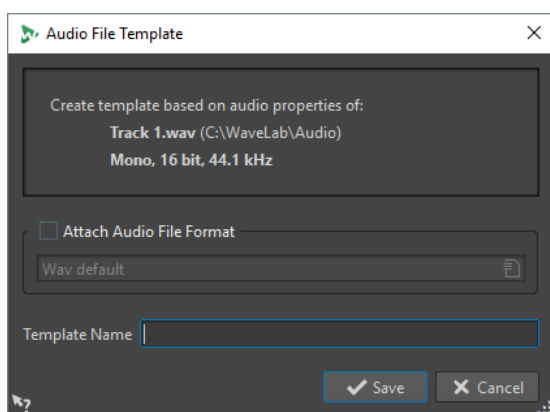 Audio File Template
Create template based on audio properties of:
Track 1.wav (C:\WaveLab\Audio)
Mono, 16 bit, 44.1 kHz
Attach Audio File Format
Wav default
Template Name
Save Cancel
?